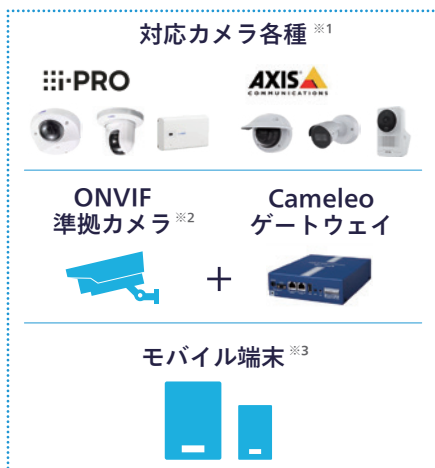 対応カメラ各種 ※1
i-PRO
AXIS
COMMUNICATIONS
ONVIF
準拠カメラ※2
+
Cameleo
ゲートウェイ
モバイル端末※3